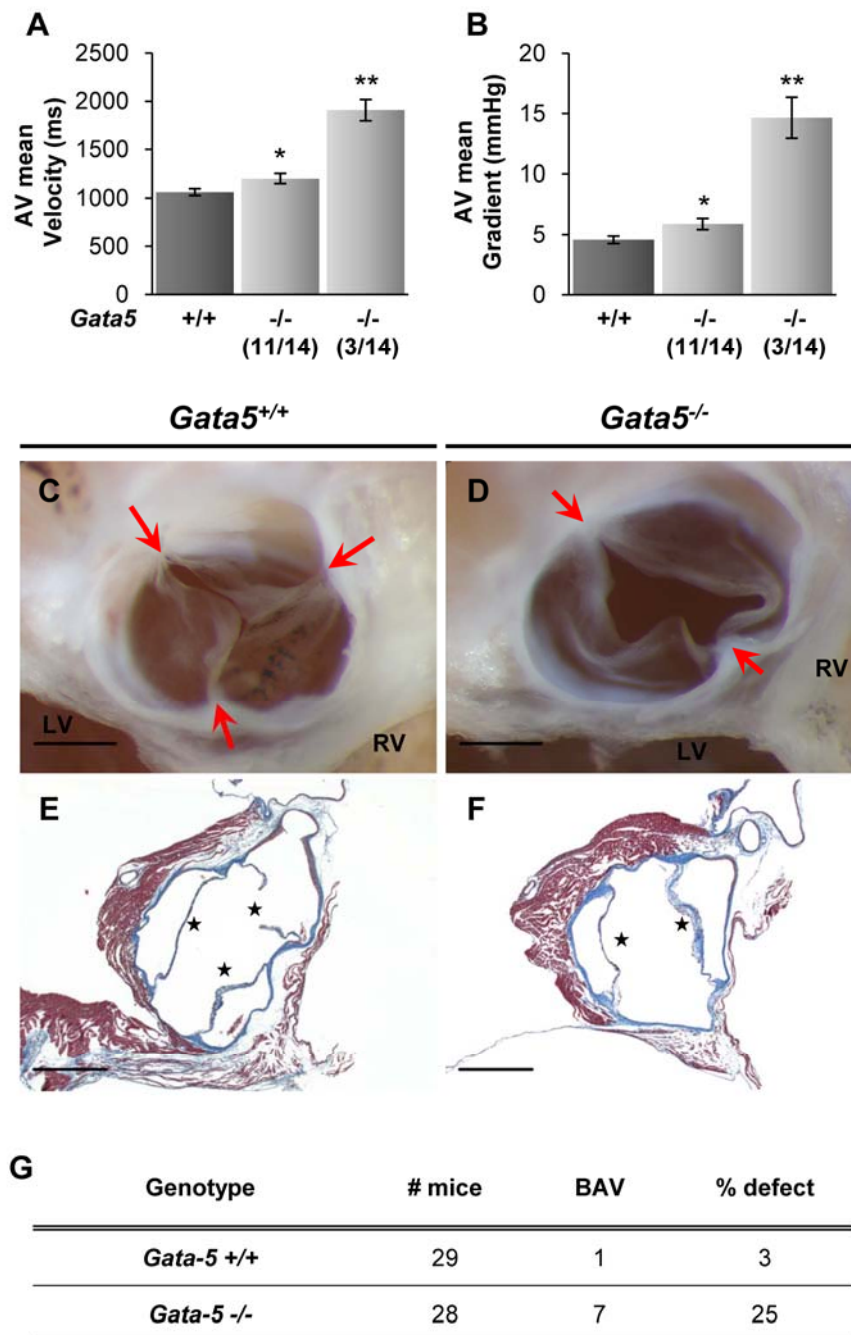 A
AV mean
Velocity (ms)
2500
2000
1500
1000
500
0
*
**
Gata5
+/+
-/-
-/-
(11/14)
(3/14)
B
AV mean
Gradient (mmHg)
20
15
10
5
0
*
**
+/+
-/-
-/-
(11/14)
(3/14)
Gata5+/+
Gata5-/-
C
LV
RV
D
RV
LV
E
F
G
Genotype # mice BAV % defect
Gata-5 +/+ 29 1 3
Gata-5 -/- 28 7 25